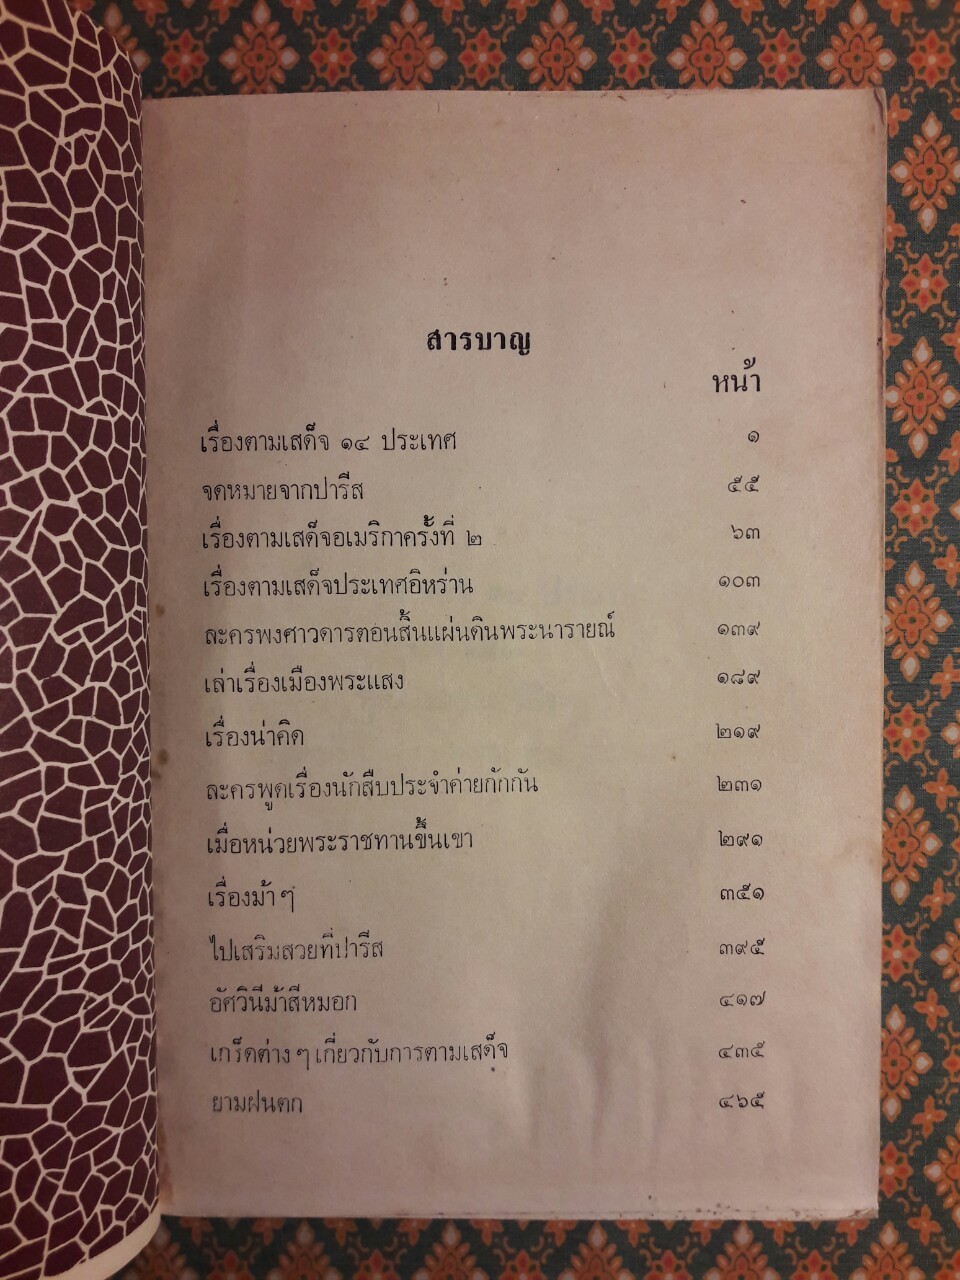 สารบาญ
หน้า
เรื่องตามเสด็จ ๑๔ ประเทศ ๑
จดหมายจากปารีส ๕๕
เรื่องตามเสด็จอเมริกาครั้งที่ ๒ ๖๓
เรื่องตามเสด็จประเทศอิหร่าน ๑๐๓
ละครพงศาวดารตอนสิ้นแผ่นดินพระนารายณ์ ๑๓๙
เล่าเรื่องเมืองพระแสง ๑๘๙
เรื่องน่าคิด ๒๑๙
ละครพูดเรื่องนักสืบประจำค่ายกักกัน ๒๓๑
เมื่อหน่วยพระราชทานขึ้นเขา ๒๙๑
เรื่องม้า ๆ ๓๕๑
ไปเสริมสวยที่ปารีส ๓๙๕
อัศวินีม้าสีหมอก ๔๑๗
เกร็ดต่าง ๆ เกี่ยวกับการตามเสด็จ ๔๓๕
ยามฝนตก ๔๖๕